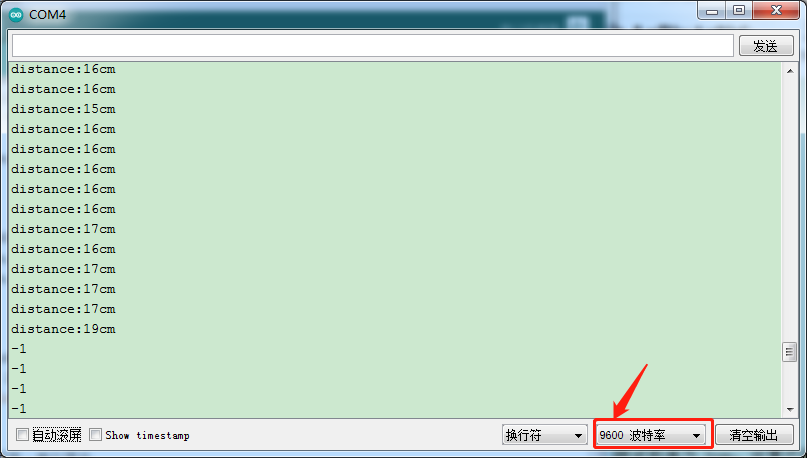 COM4
发送
distance:16cm
distance:16cm
distance:15cm
distance:16cm
distance:16cm
distance:16cm
distance:16cm
distance:16cm
distance:17cm
distance:16cm
distance:17cm
distance:17cm
distance:17cm
distance:19cm
-1
-1
-1
-1
自动滚屏 Show timestamp 换行符 9600 波特率 清空输出